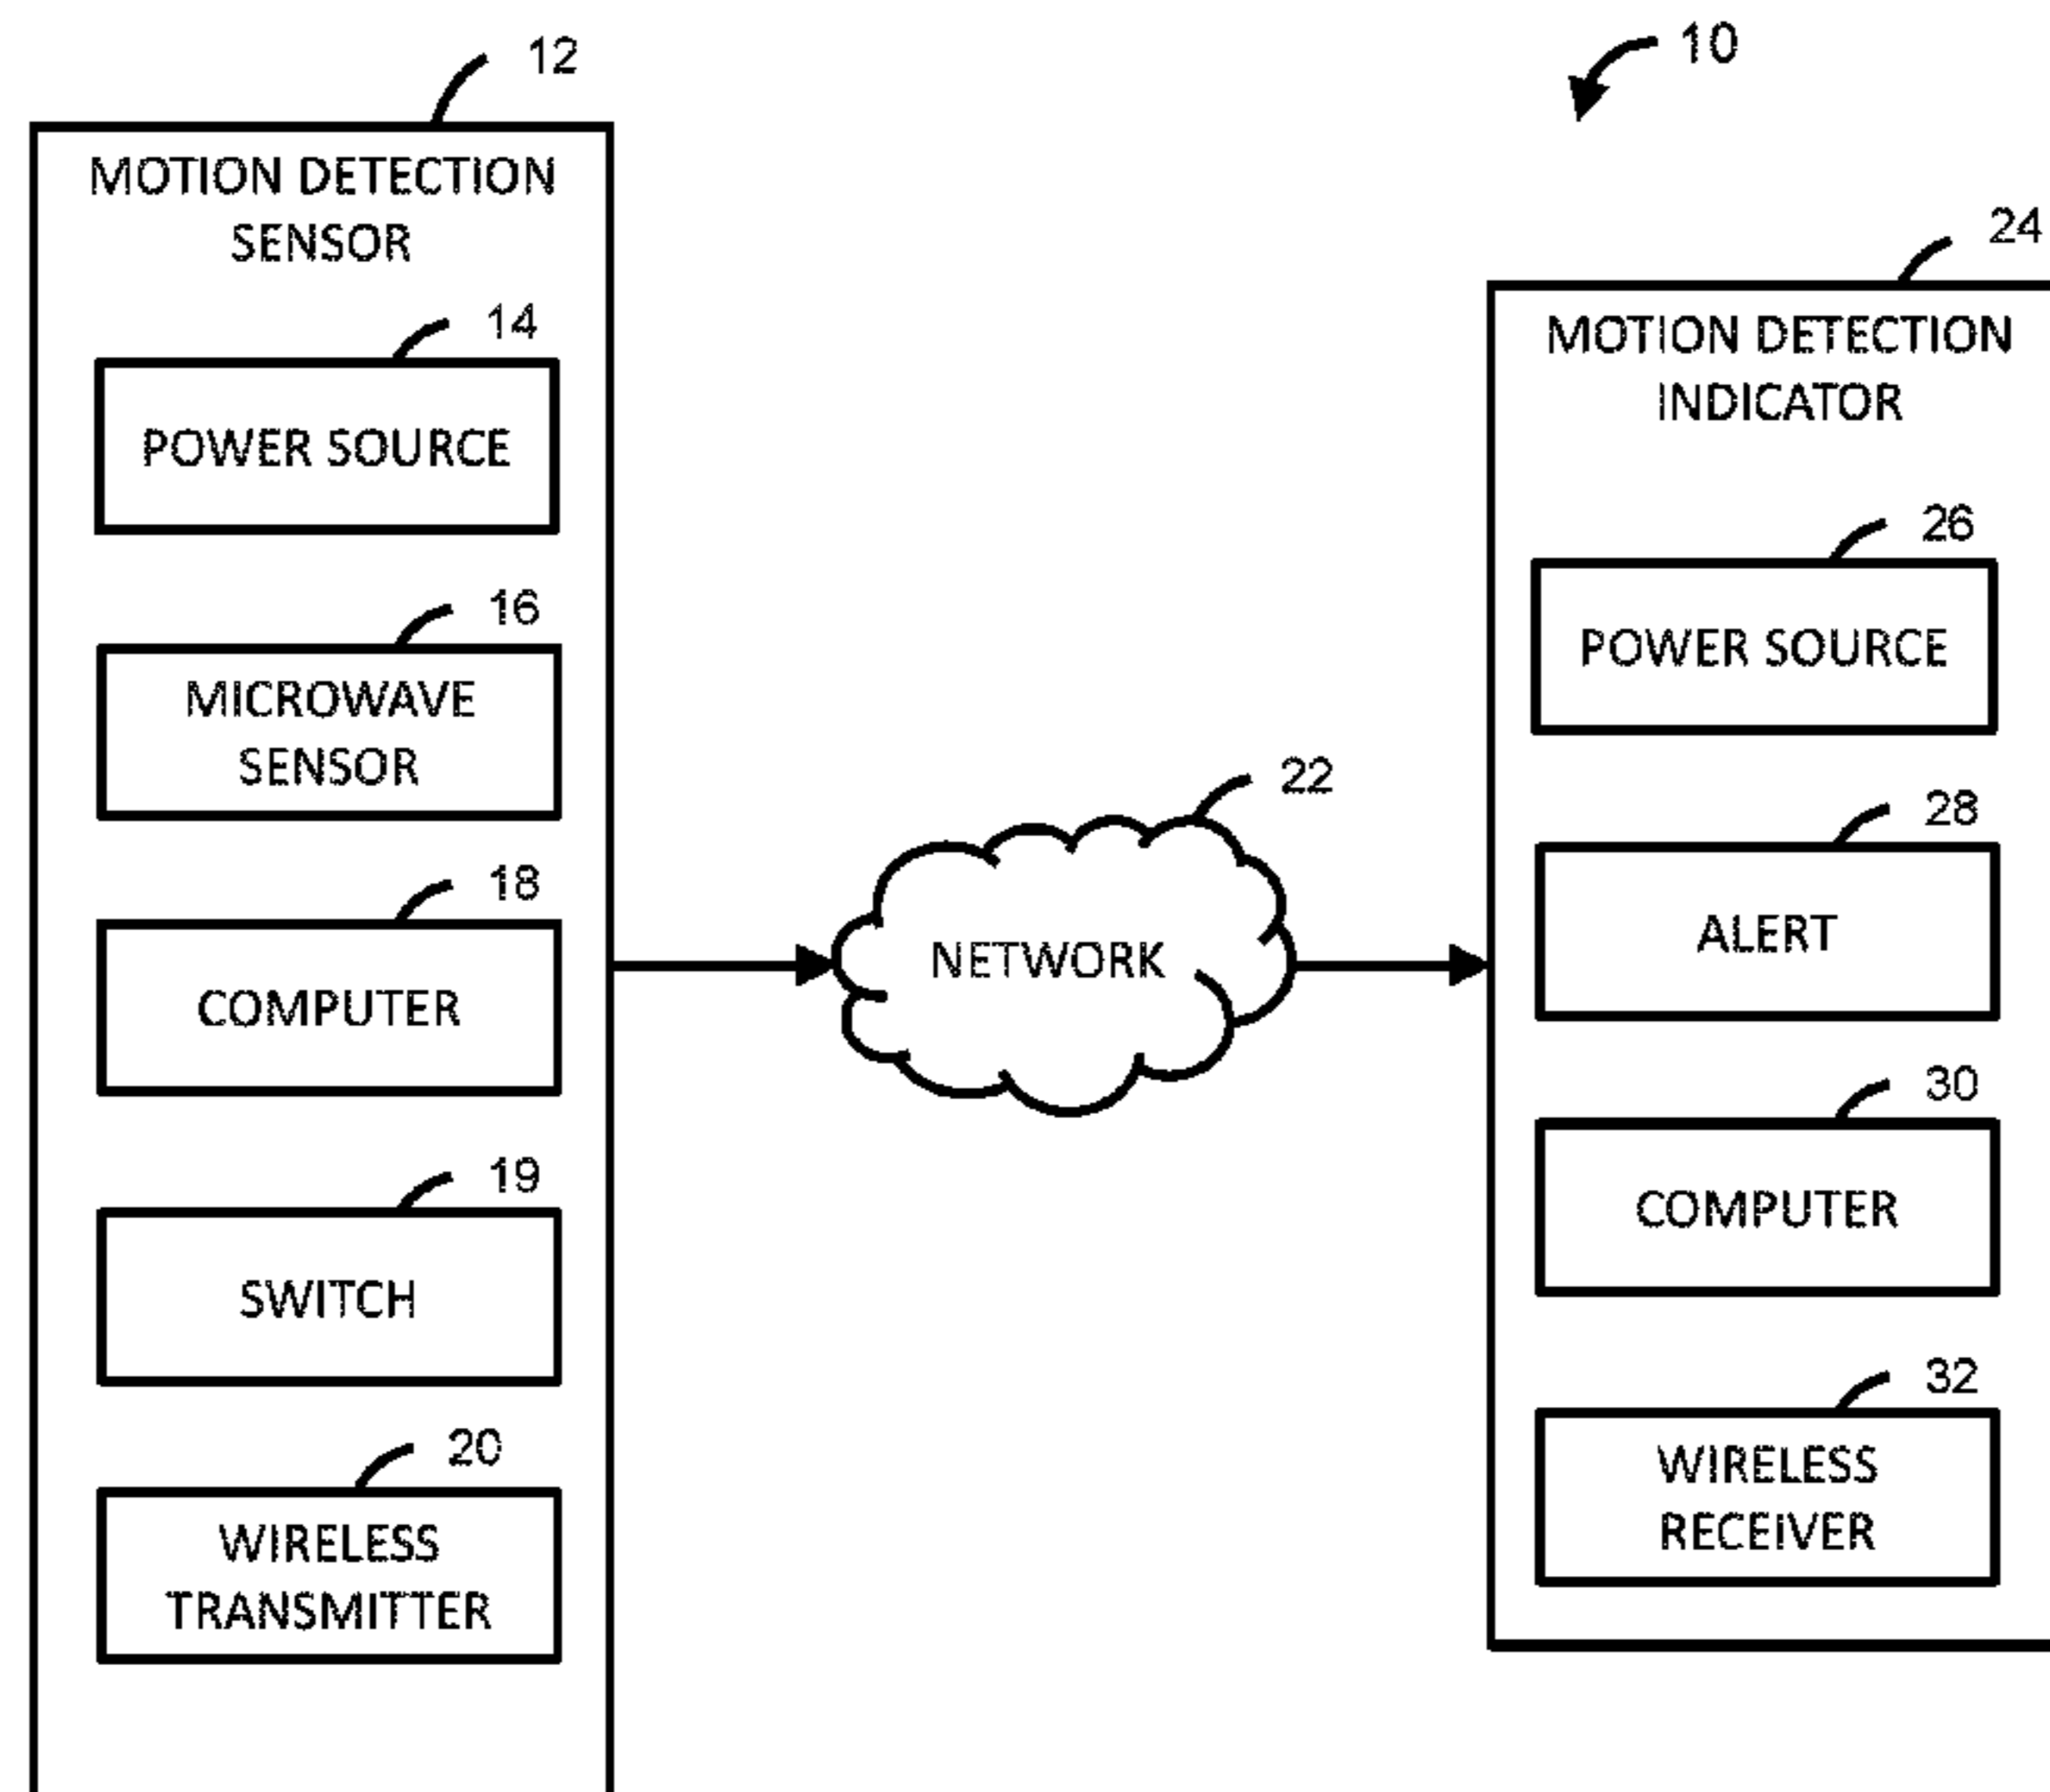 10
12
MOTION DETECTION
SENSOR
14
POWER SOURCE
16
MICROWAVE
SENSOR
18
COMPUTER
19
SWITCH
20
WIRELESS
TRANSMITTER
22
NETWORK
24
MOTION DETECTION
INDICATOR
26
POWER SOURCE
28
ALERT
30
COMPUTER
32
WIRELESS
RECEIVER